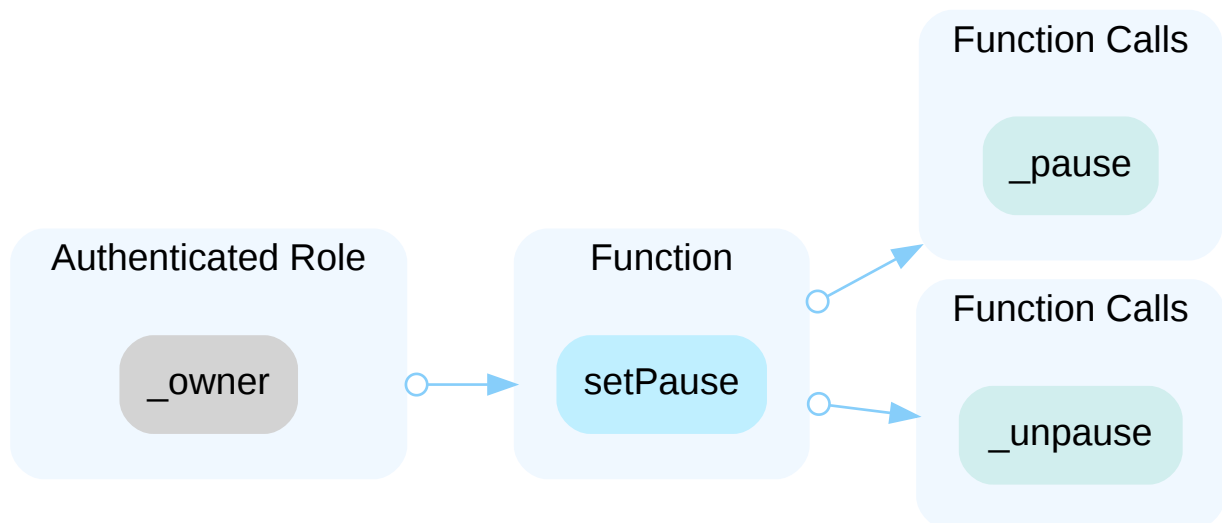 Authenticated Role
_owner
Function
setPause
Function Calls
_pause
Function Calls
_unpause